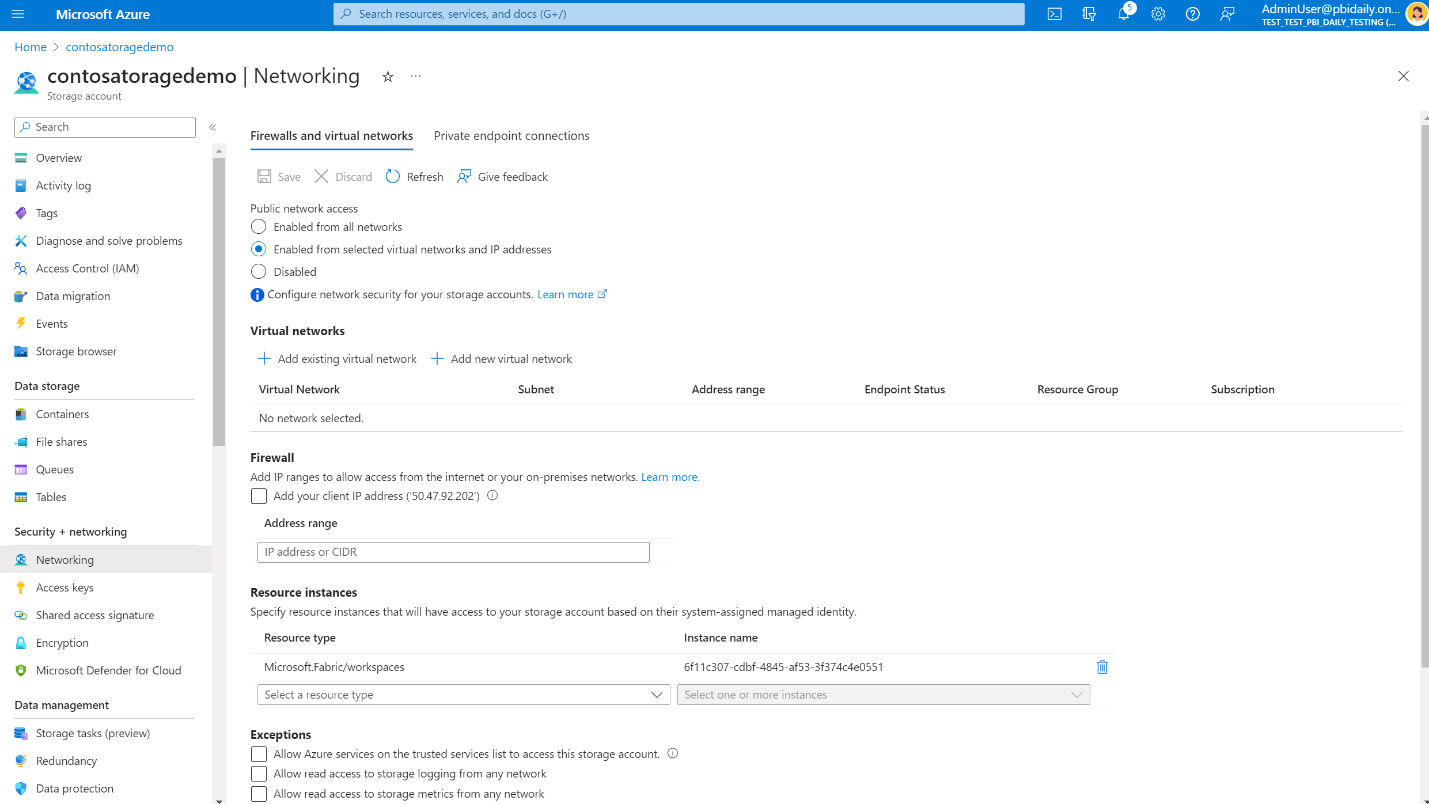 Microsoft Azure
Search resources, services, and docs (G+/)
5
AdminUser@pbidaily.on...
TEST_TEST_PBI_DAILY_TESTING (...
Home > contosatoragedemo
contosatoragedemo | Networking
Storage account
Search
Overview
Activity log
Tags
Diagnose and solve problems
Access Control (IAM)
Data migration
Events
Storage browser
Data storage
Containers
File shares
Queues
Tables
Security + networking
Networking
Access keys
Shared access signature
Encryption
Microsoft Defender for Cloud
Data management
Storage tasks (preview)
Redundancy
Data protection
Firewalls and virtual networks Private endpoint connections
Save Discard Refresh Give feedback
Public network access
Enabled from all networks
Enabled from selected virtual networks and IP addresses
Disabled
Configure network security for your storage accounts. Learn more
Virtual networks
Add existing virtual network Add new virtual network
Virtual Network Subnet Address range Endpoint Status Resource Group Subscription
No network selected.
Firewall
Add IP ranges to allow access from the internet or your on-premises networks. Learn more.
Add your client IP address ('50.47.92.202')
Address range
IP address or CIDR
Resource instances
Specify resource instances that will have access to your storage account based on their system-assigned managed identity.
Resource type Instance name
Microsoft.Fabric/workspaces 6f11c307-cdbf-4845-af53-3f374c4e0551
Select a resource type Select one or more instances
Exceptions
Allow Azure services on the trusted services list to access this storage account.
Allow read access to storage logging from any network
Allow read access to storage metrics from any network